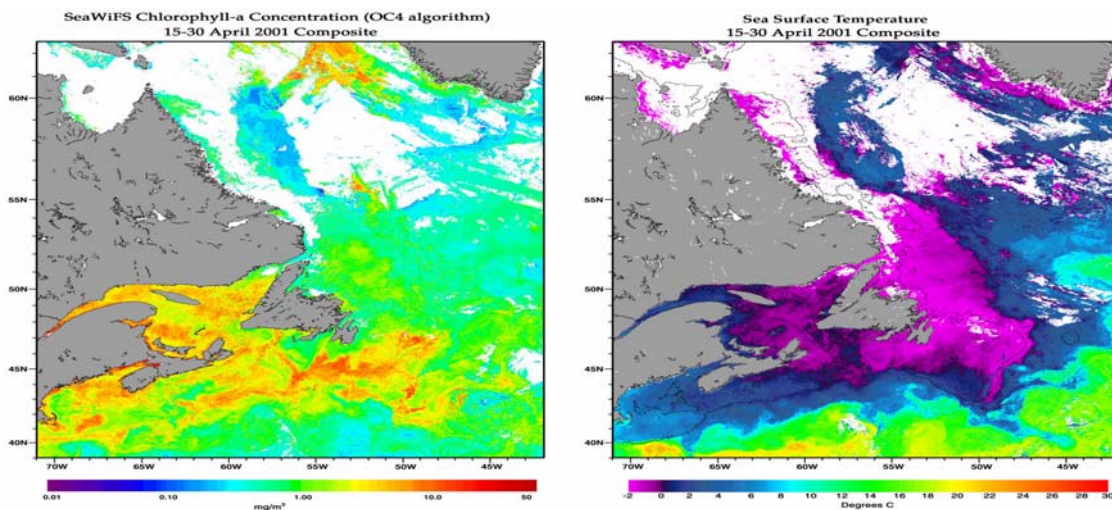 SeaWiFS Chlorophyll-a Concentration (OC4 algorithm)
15-30 April 2001 Composite
60N
55N
50N
45N
40N
70W 65W 60W 55W 50W 45W
0.01 0.10 1.00 10.0 50
mg/m³
Sea Surface Temperature
15-30 April 2001 Composite
60N
55N
50N
45N
40N
70W 65W 60W 55W 50W 45W
-2 0 2 4 6 8 10 12 14 16 18 20 22 24 26 28 30
Degrees C